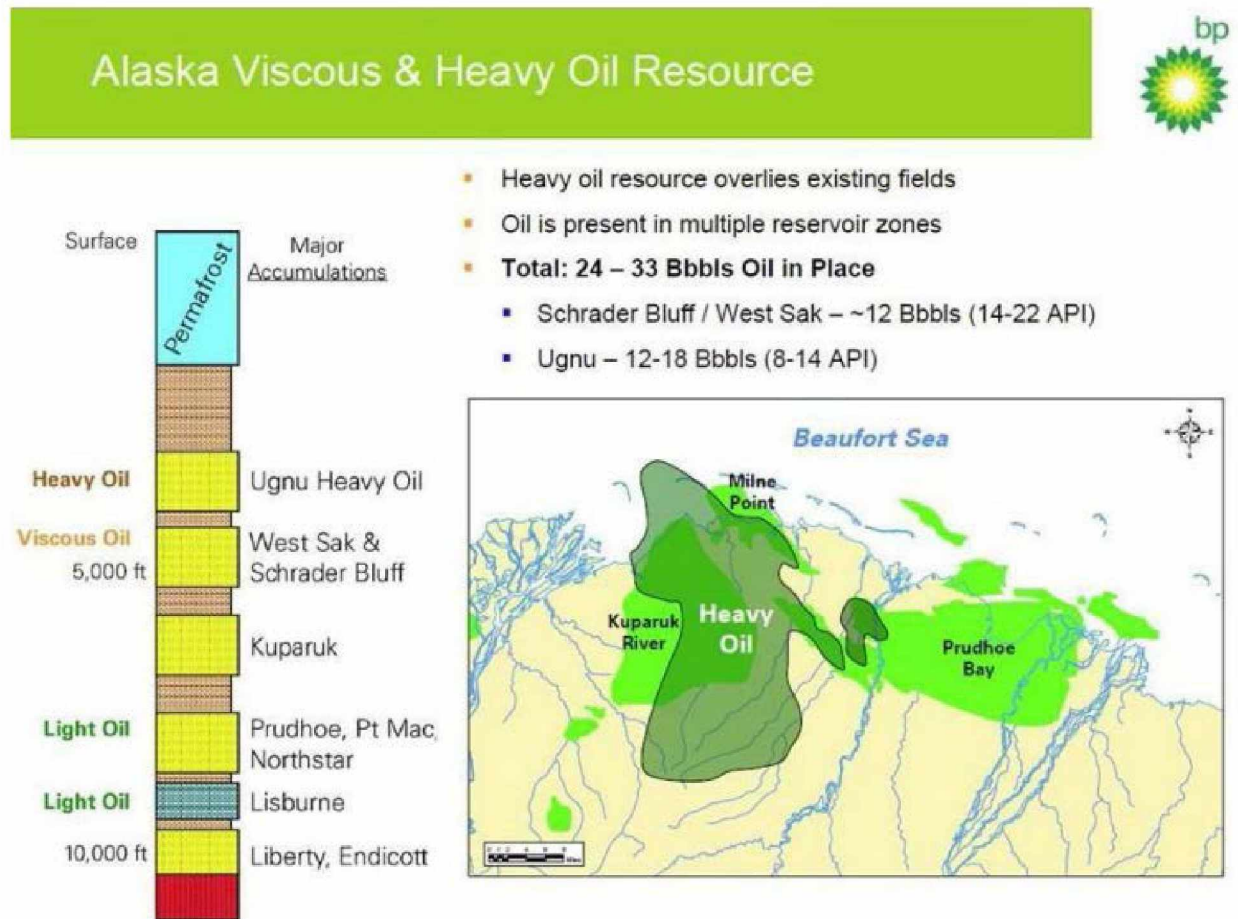 bp
Alaska Viscous & Heavy Oil Resource
Heavy oil resource overlies existing fields
Oil is present in multiple reservoir zones
Total: 24 – 33 Bbbls Oil in Place
Schrader Bluff / West Sak – ~12 Bbbls (14-22 API)
Ugnu – 12-18 Bbbls (8-14 API)
Surface
Major
Accumulations
Permafrost
Heavy Oil
Ugnu Heavy Oil
Viscous Oil
5,000 ft
West Sak &
Schrader Bluff
Kuparuk
Light Oil
Prudhoe, Pt Mac,
Northstar
Light Oil
Lisburne
10,000 ft
Liberty, Endicott
Beaufort Sea
Milne
Point
Kuparuk
River
Heavy
Oil
Prudhoe
Bay